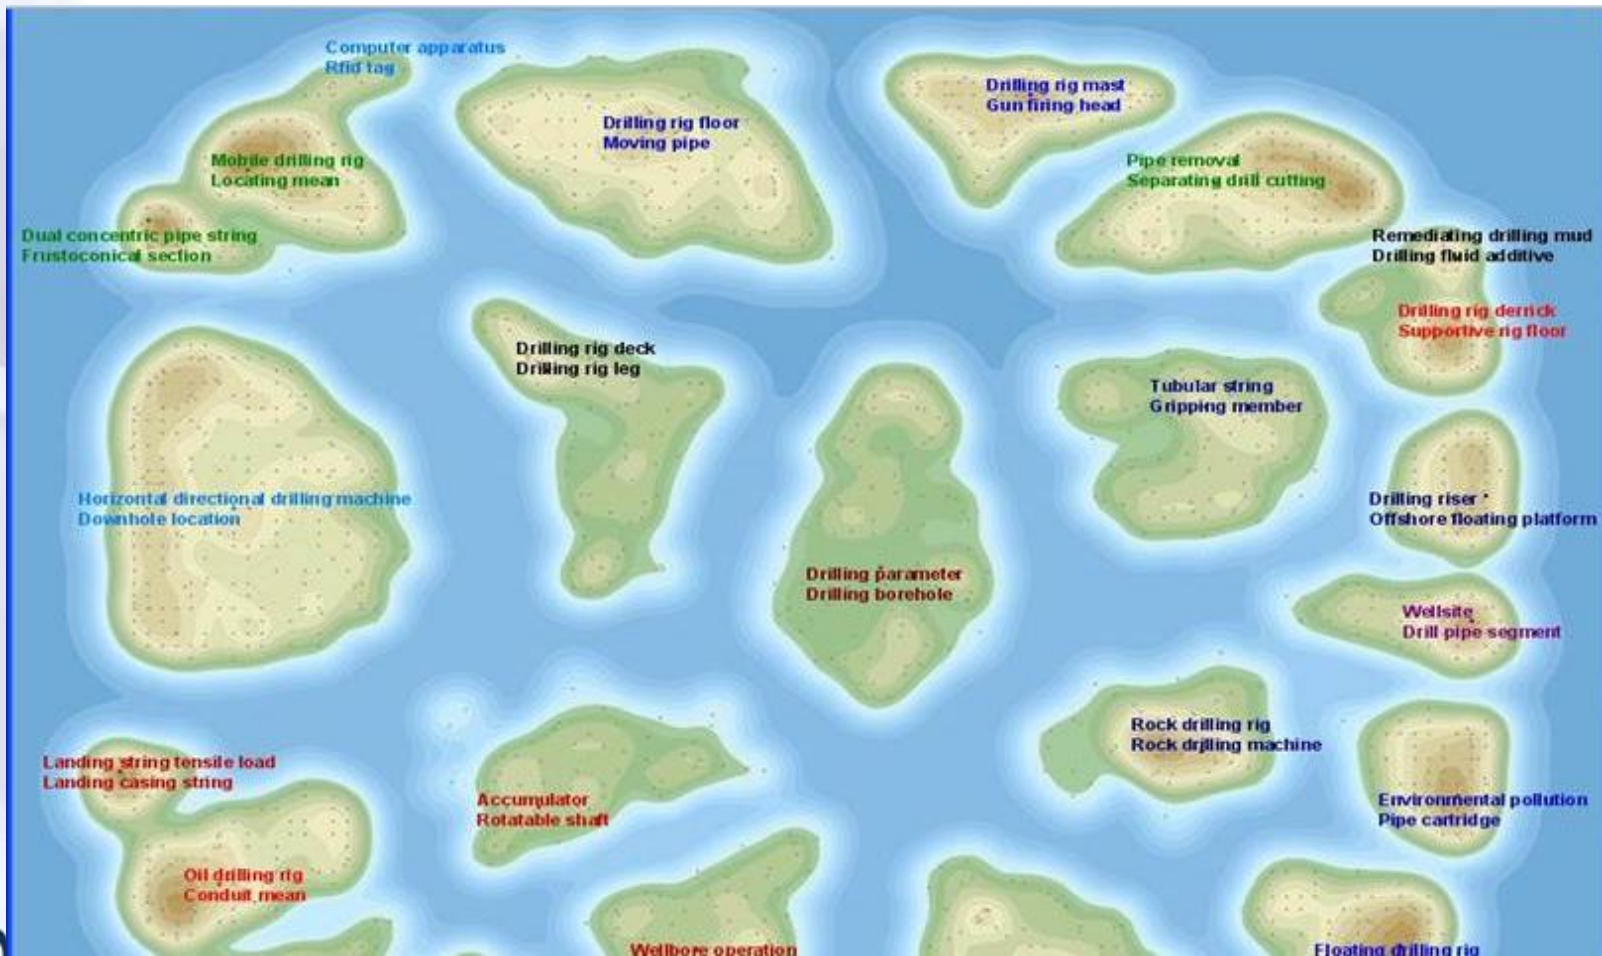 Computer apparatus
Rfid tag
Drilling rig mast
Gun firing head
Drilling rig floor
Moving pipe
Mobile drilling rig
Locating mean
Pipe removal
Separating drill cutting
Dual concentric pipe string
Frustoconical section
Remediating drilling mud
Drilling fluid additive
Drilling rig derrick
Supportive rig floor
Drilling rig deck
Drilling rig leg
Tubular string
Gripping member
Horizontal directional drilling machine
Downhole location
Drilling riser
Offshore floating platform
Drilling parameter
Drilling borehole
Wellsite
Drill pipe segment
Rock drilling rig
Rock drilling machine
Landing string tensile load
Landing casing string
Accumulator
Rotatable shaft
Environmental pollution
Pipe cartridge
Oil drilling rig
Conduit mean
Wellbore operation
Floating drilling rig